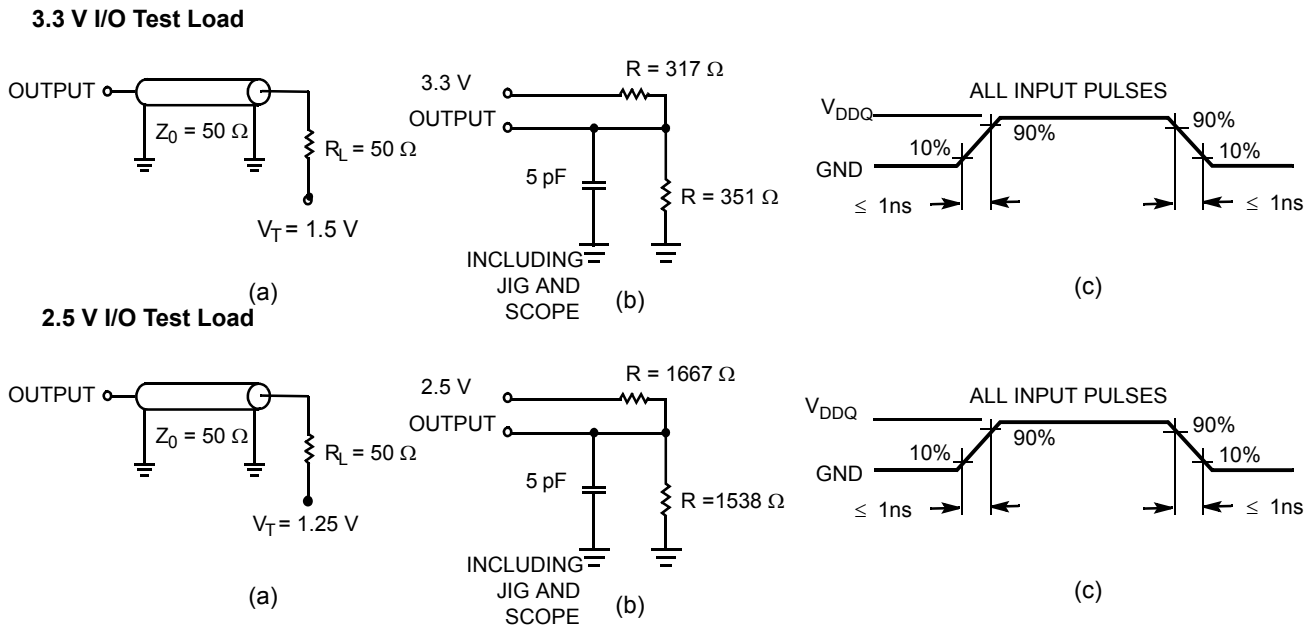 3.3 V I/O Test Load
OUTPUT
Z0 = 50 Ω
RL = 50 Ω
VT = 1.5 V
(a)
3.3 V
OUTPUT
R = 317 Ω
5 pF
R = 351 Ω
INCLUDING
JIG AND
SCOPE
(b)
ALL INPUT PULSES
VDDQ
GND
10%
90%
90%
10%
≤ 1ns
≤ 1ns
(c)
2.5 V I/O Test Load
OUTPUT
Z0 = 50 Ω
RL = 50 Ω
VT = 1.25 V
(a)
2.5 V
OUTPUT
R = 1667 Ω
5 pF
R =1538 Ω
INCLUDING
JIG AND
SCOPE
(b)
ALL INPUT PULSES
VDDQ
GND
10%
90%
90%
10%
≤ 1ns
≤ 1ns
(c)